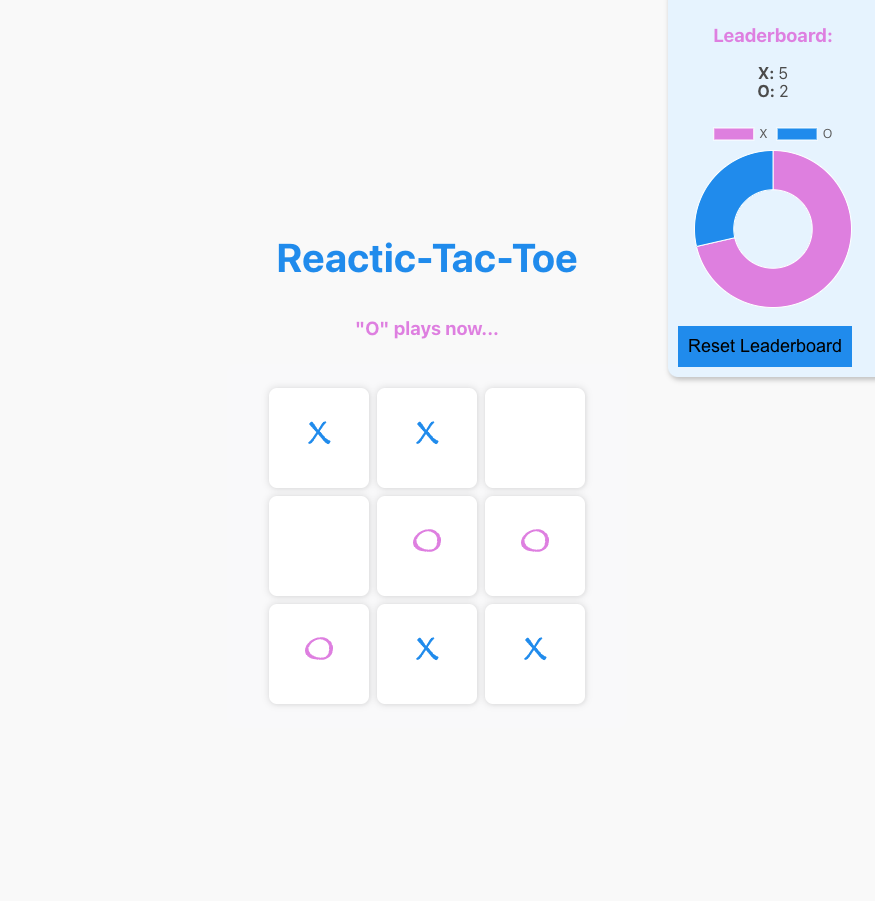 Leaderboard:
X: 5
O: 2
X O
Reset Leaderboard
Reactic-Tac-Toe
"O" plays now...
X X
O O
O X X